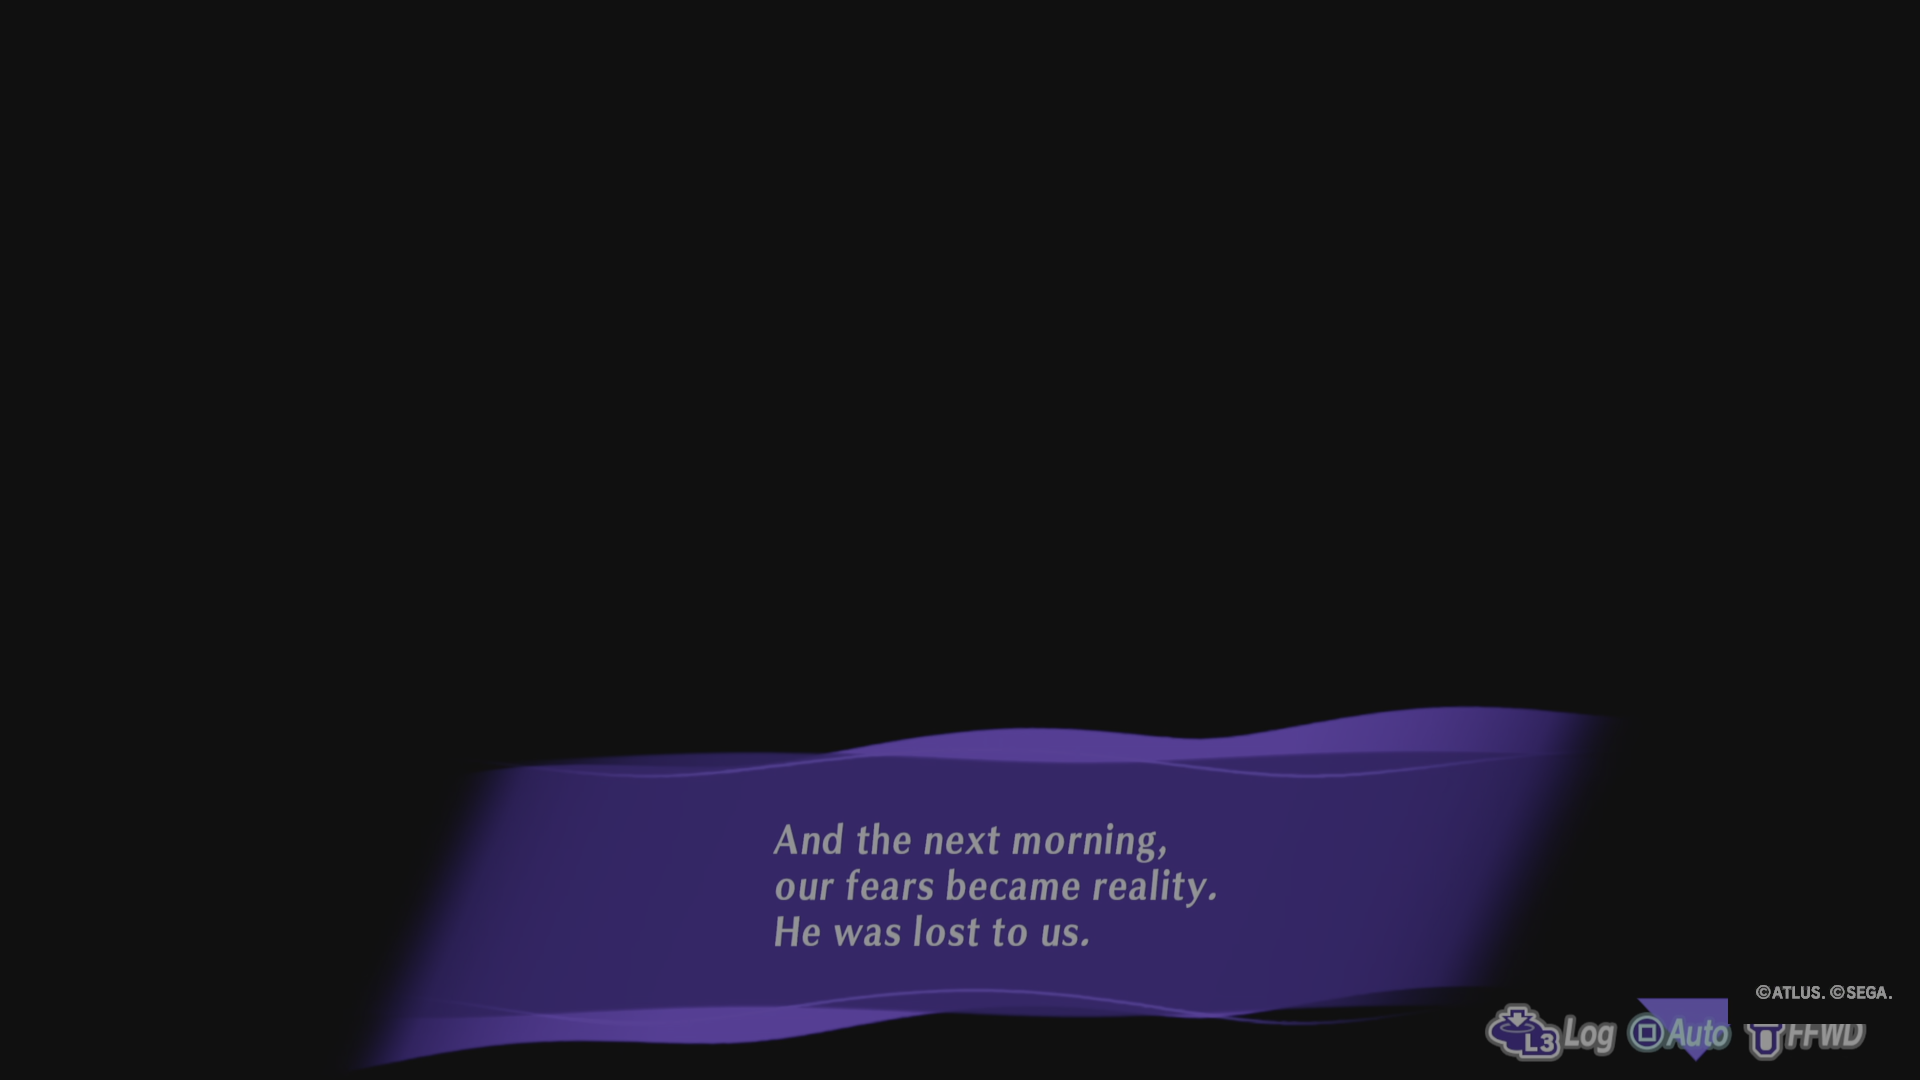 And the next morning,
our fears became reality.
He was lost to us.
©ATLUS. ©SEGA.
L3 Log Auto FFWD